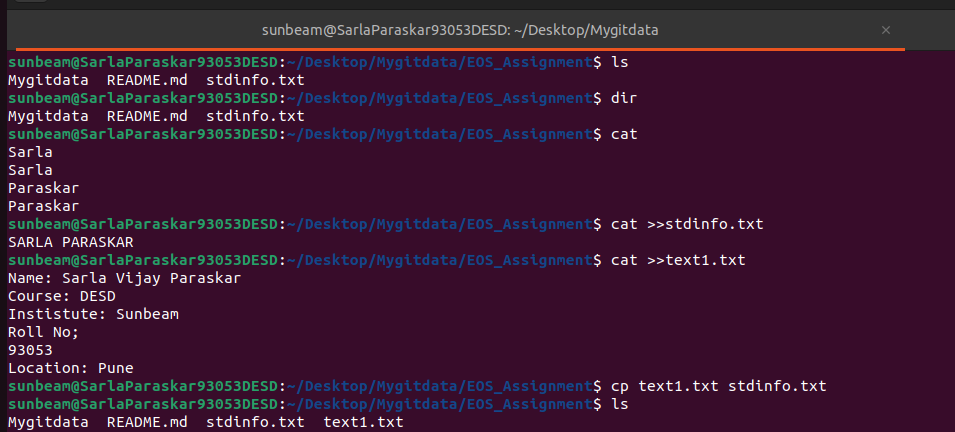 sunbeam@SarlaParaskar93053DESD: ~/Desktop/Mygitdata
sunbeam@SarlaParaskar93053DESD:~/Desktop/Mygitdata/EOS_Assignment$ ls
Mygitdata  README.md  stdinfo.txt
sunbeam@SarlaParaskar93053DESD:~/Desktop/Mygitdata/EOS_Assignment$ dir
Mygitdata  README.md  stdinfo.txt
sunbeam@SarlaParaskar93053DESD:~/Desktop/Mygitdata/EOS_Assignment$ cat
Sarla
Sarla
Paraskar
Paraskar
sunbeam@SarlaParaskar93053DESD:~/Desktop/Mygitdata/EOS_Assignment$ cat >>stdinfo.txt
SARLA PARASKAR
sunbeam@SarlaParaskar93053DESD:~/Desktop/Mygitdata/EOS_Assignment$ cat >>text1.txt
Name: Sarla Vijay Paraskar
Course: DESD
Institstute: Sunbeam
Roll No;
93053
Location: Pune
sunbeam@SarlaParaskar93053DESD:~/Desktop/Mygitdata/EOS_Assignment$ cp text1.txt stdinfo.txt
sunbeam@SarlaParaskar93053DESD:~/Desktop/Mygitdata/EOS_Assignment$ ls
Mygitdata  README.md  stdinfo.txt  text1.txt